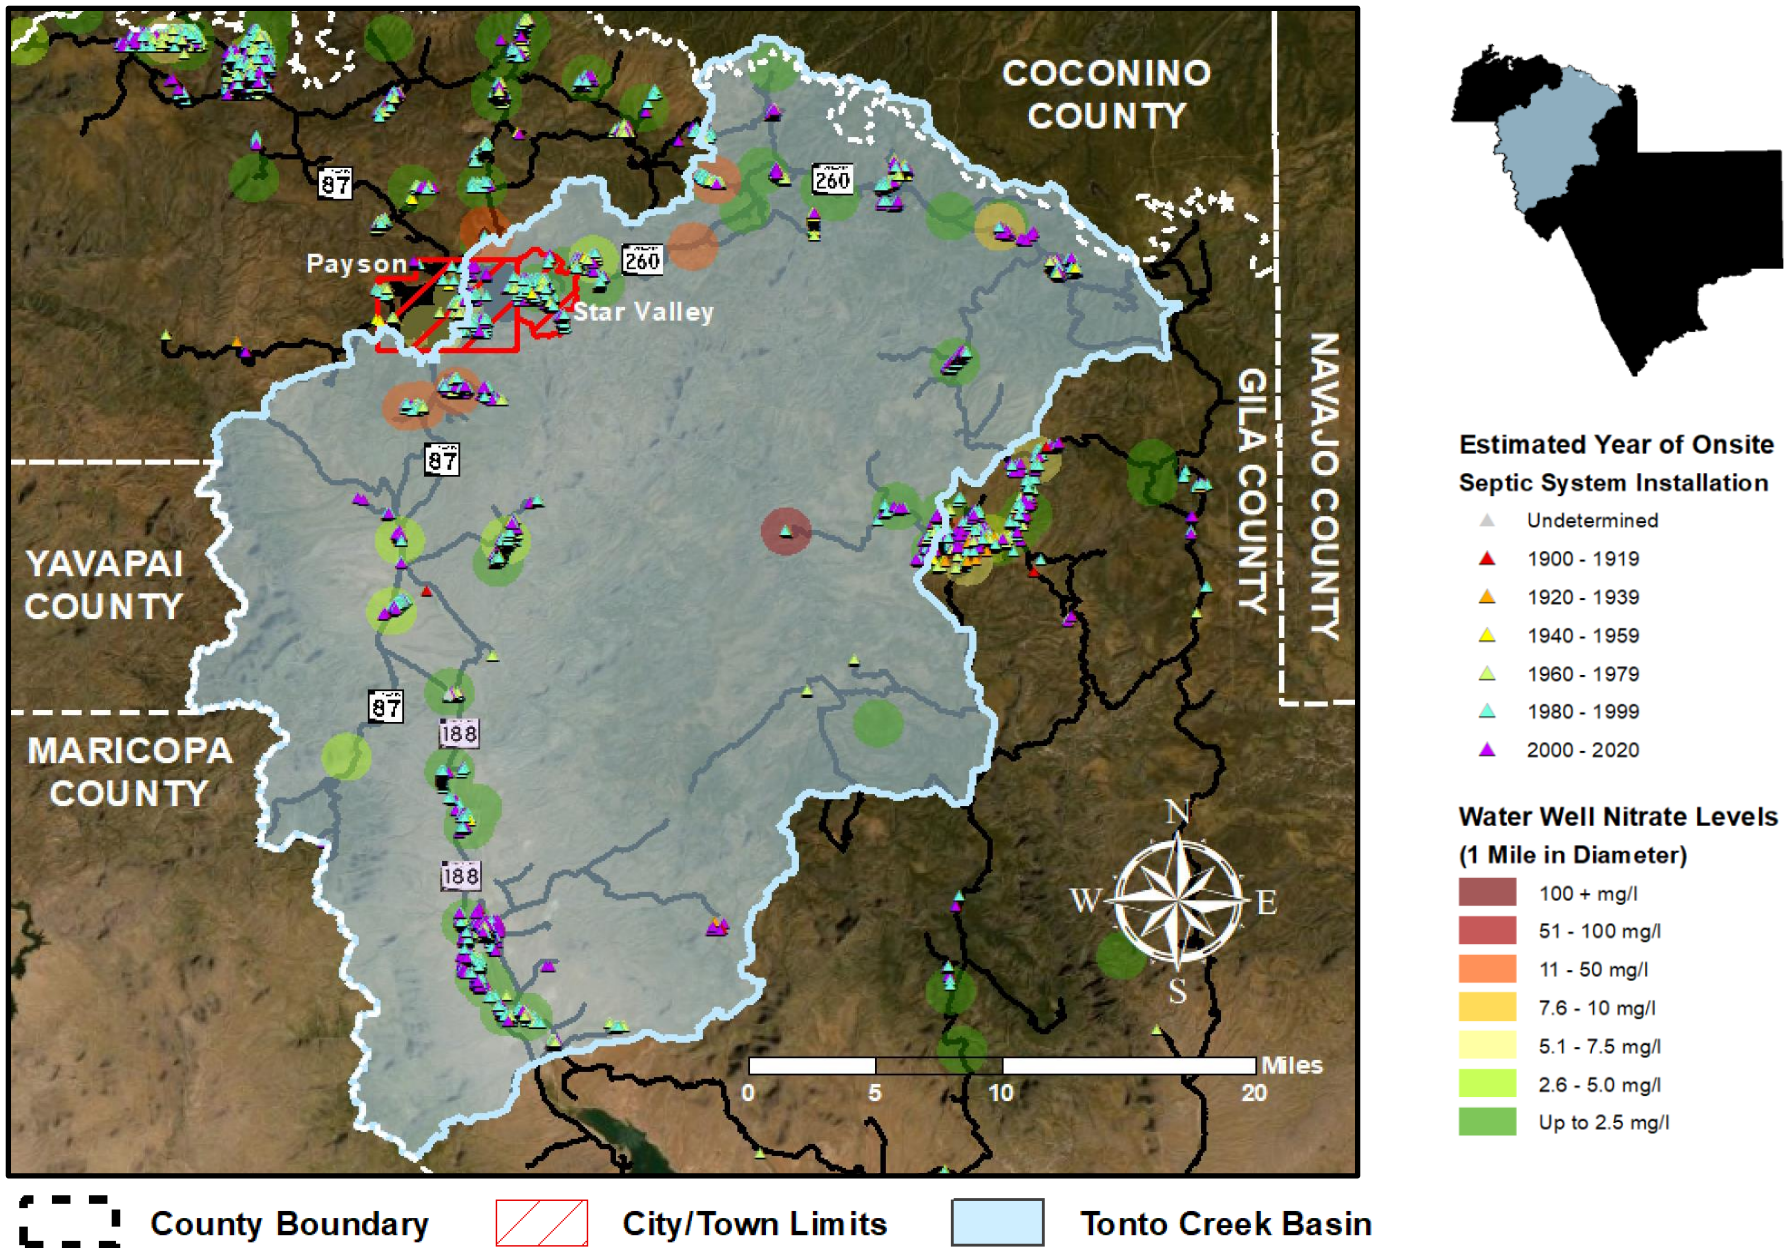 COCONINO
COUNTY
87
260
Payson
260
Star Valley
87
NAVAJO COUNTY
GILA COUNTY
YAVAPAI
COUNTY
87
188
MARICOPA
COUNTY
188
N
W
E
S
Miles
0
5
10
20
Estimated Year of Onsite
Septic System Installation
Undetermined
1900 - 1919
1920 - 1939
1940 - 1959
1960 - 1979
1980 - 1999
2000 - 2020
Water Well Nitrate Levels
(1 Mile in Diameter)
100 + mg/l
51 - 100 mg/l
11 - 50 mg/l
7.6 - 10 mg/l
5.1 - 7.5 mg/l
2.6 - 5.0 mg/l
Up to 2.5 mg/l
County Boundary
City/Town Limits
Tonto Creek Basin